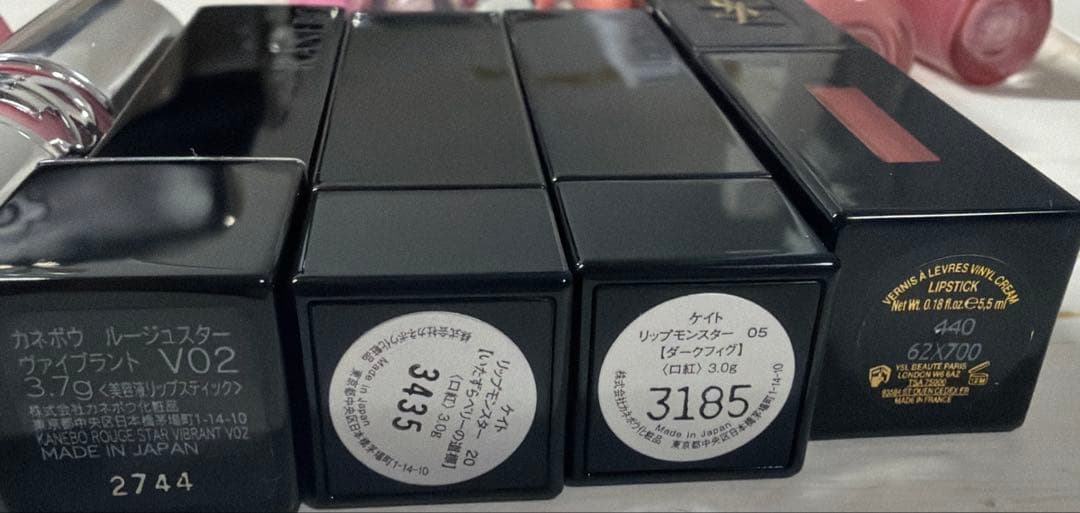 KANEBO
カネボウ ルージュスター
ヴァイブラント V02
3.7g〈美容液リップスティック〉
株式会社カネボウ化粧品
東京都中央区日本橋茅場町1-14-10
KANEBO ROUGE STAR VIBRANT V02
MADE IN JAPAN
2744
ケイト
リップモンスター 20
【いたずらベリーの道標】
〈口紅〉3.0g
3435
Made in Japan
株式会社カネボウ化粧品
東京都中央区日本橋茅場町1-14-10
ケイト
リップモンスター 05
【ダークフィグ】
〈口紅〉3.0g
3185
Made in Japan
株式会社カネボウ化粧品
東京都中央区日本橋茅場町1-14-10
VERNIS À LÈVRES VINYL CREAM
LIPSTICK
Net Wt. 0.18 fl.oz.e5,5 ml
440
62X700
YSL BEAUTE PARIS
LONDON W6 8AZ
TSA 75000
MADE IN FRANCE